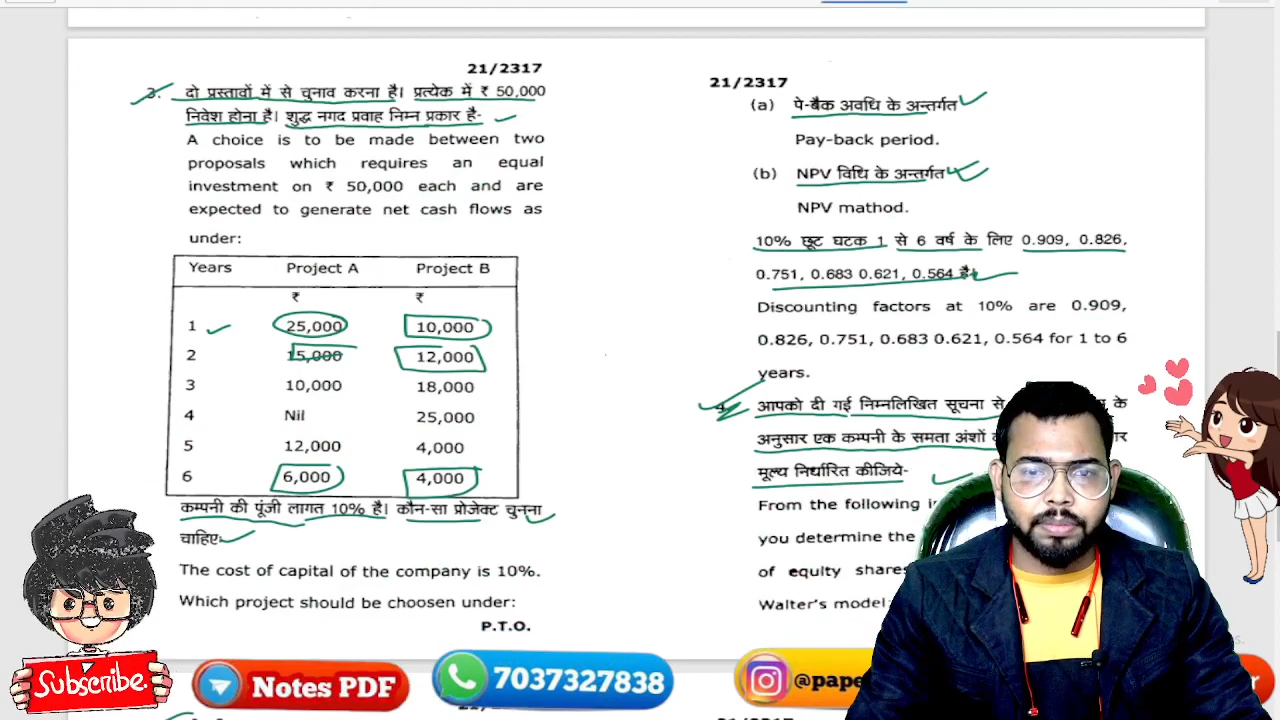 21/2317
3. दो प्रस्तावों में से चुनाव करना है। प्रत्येक में ₹ 50,000
निवेश होना है। शुद्ध नगद प्रवाह निम्न प्रकार है-
A choice is to be made between two
proposals which requires an equal
investment on ₹ 50,000 each and are
expected to generate net cash flows as
under:
Years Project A Project B
₹ ₹
1 25,000 10,000
2 15,000 12,000
3 10,000 18,000
4 Nil 25,000
5 12,000 4,000
6 6,000 4,000
कम्पनी की पूंजी लागत 10% है। कौन-सा प्रोजेक्ट चुनना
चाहिए।
The cost of capital of the company is 10%.
Which project should be choosen under:
P.T.O.
21/2317
(a) पे-बैक अवधि के अन्तर्गत
Pay-back period.
(b) NPV विधि के अन्तर्गत
NPV mathod.
10% छूट घटक 1 से 6 वर्ष के लिए 0.909, 0.826,
0.751, 0.683 0.621, 0.564 है।
Discounting factors at 10% are 0.909,
0.826, 0.751, 0.683 0.621, 0.564 for 1 to 6
years.
4. आपको दी गई निम्नलिखित सूचना से के
अनुसार एक कम्पनी के समता अंशों
मूल्य निर्धारित कीजिये-
From the following
you determine the
of equity shares
Walter's model:
Subscribe.
Notes PDF
7037327838
21/2317